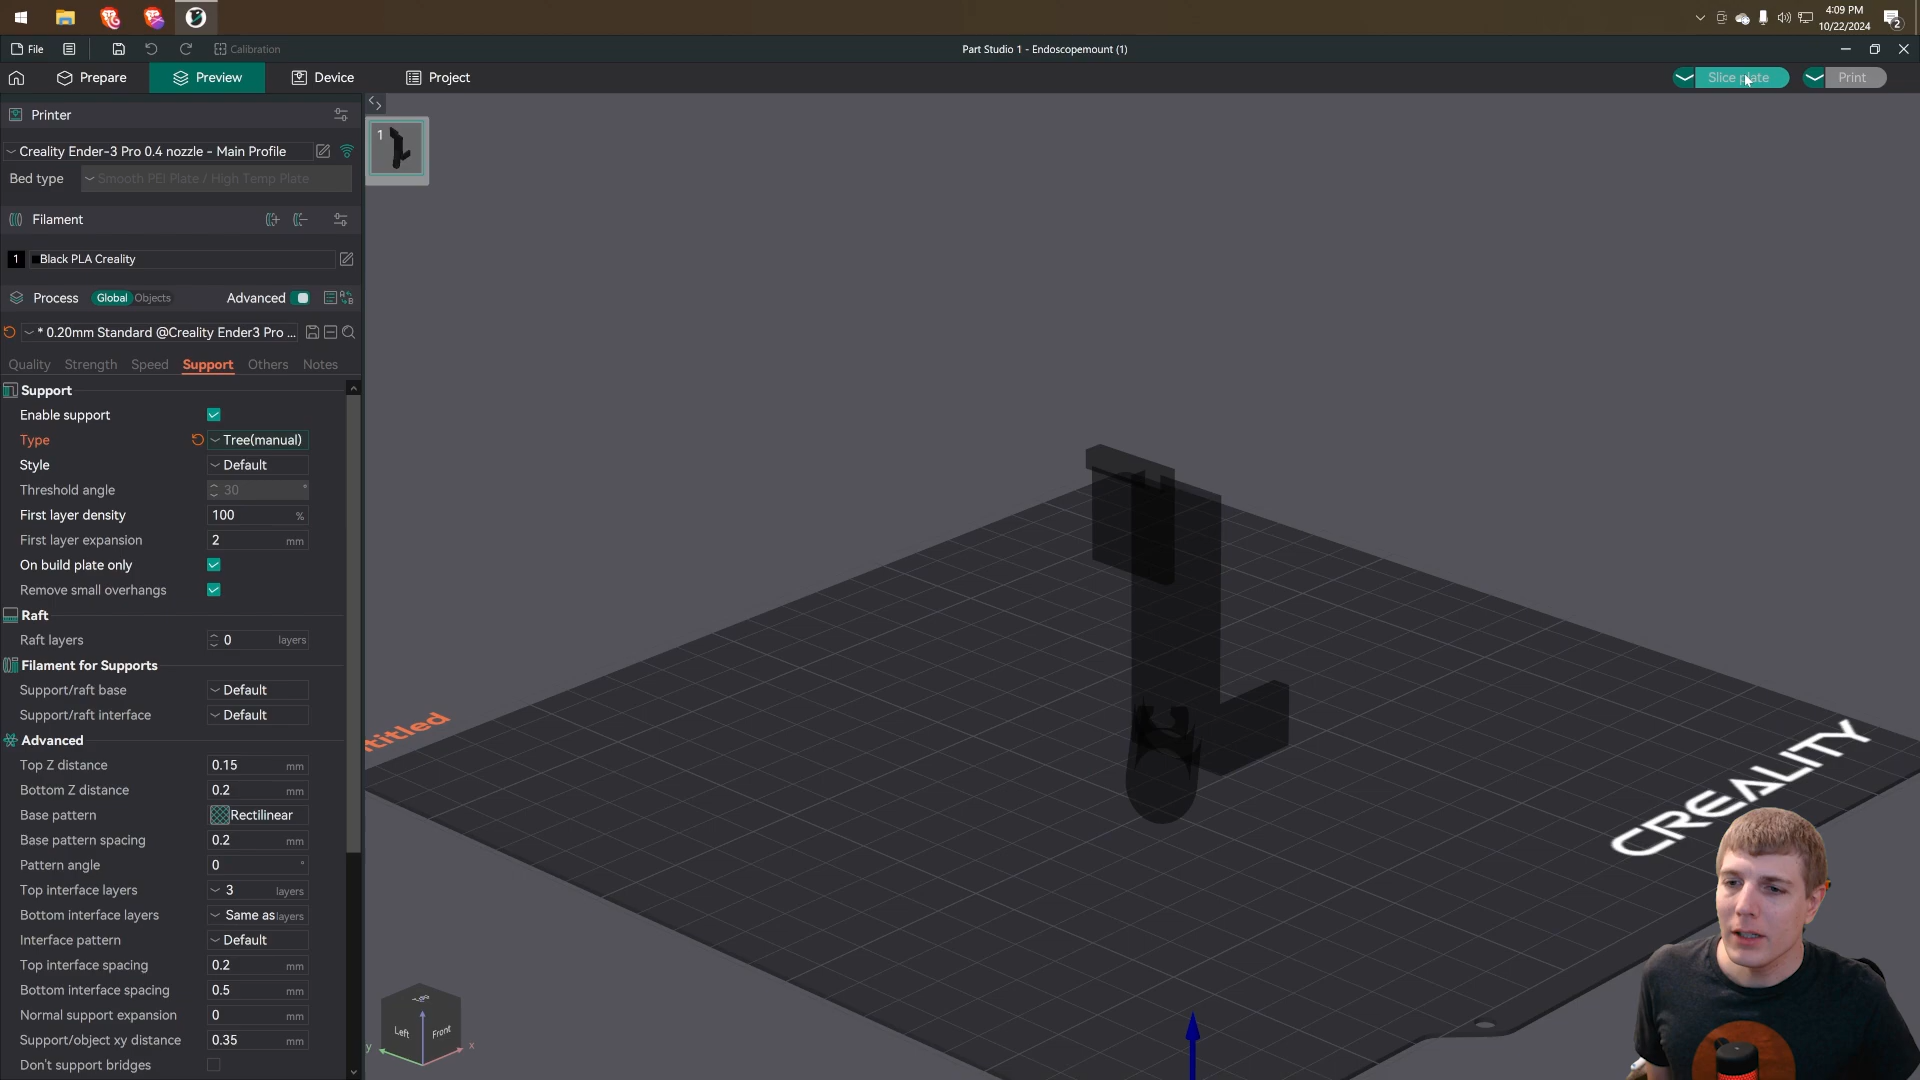 4:09 PM
10/22/2024
2
File
Calibration
Part Studio 1 - Endoscopemount (1)
Prepare
Preview
Device
Project
Slice plate
Print
Printer
Creality Ender-3 Pro 0.4 nozzle - Main Profile
Bed type
Smooth PEI Plate / High Temp Plate
Filament
1
Black PLA Creality
Process
Global
Objects
Advanced
* 0.20mm Standard @Creality Ender3 Pro ...
Quality
Strength
Speed
Support
Others
Notes
Support
Enable support
Type
Tree(manual)
Style
Default
Threshold angle
30 °
First layer density
100 %
First layer expansion
2 mm
On build plate only
Remove small overhangs
Raft
Raft layers
0 layers
Filament for Supports
Support/raft base
Default
Support/raft interface
Default
Advanced
Top Z distance
0.15 mm
Bottom Z distance
0.2 mm
Base pattern
Rectilinear
Base pattern spacing
0.2 mm
Pattern angle
0 °
Top interface layers
3 layers
Bottom interface layers
Same as layers
Interface pattern
Default
Top interface spacing
0.2 mm
Bottom interface spacing
0.5 mm
Normal support expansion
0 mm
Support/object xy distance
0.35 mm
Don't support bridges
1
titled
CREALITY
Left
Front
y
x